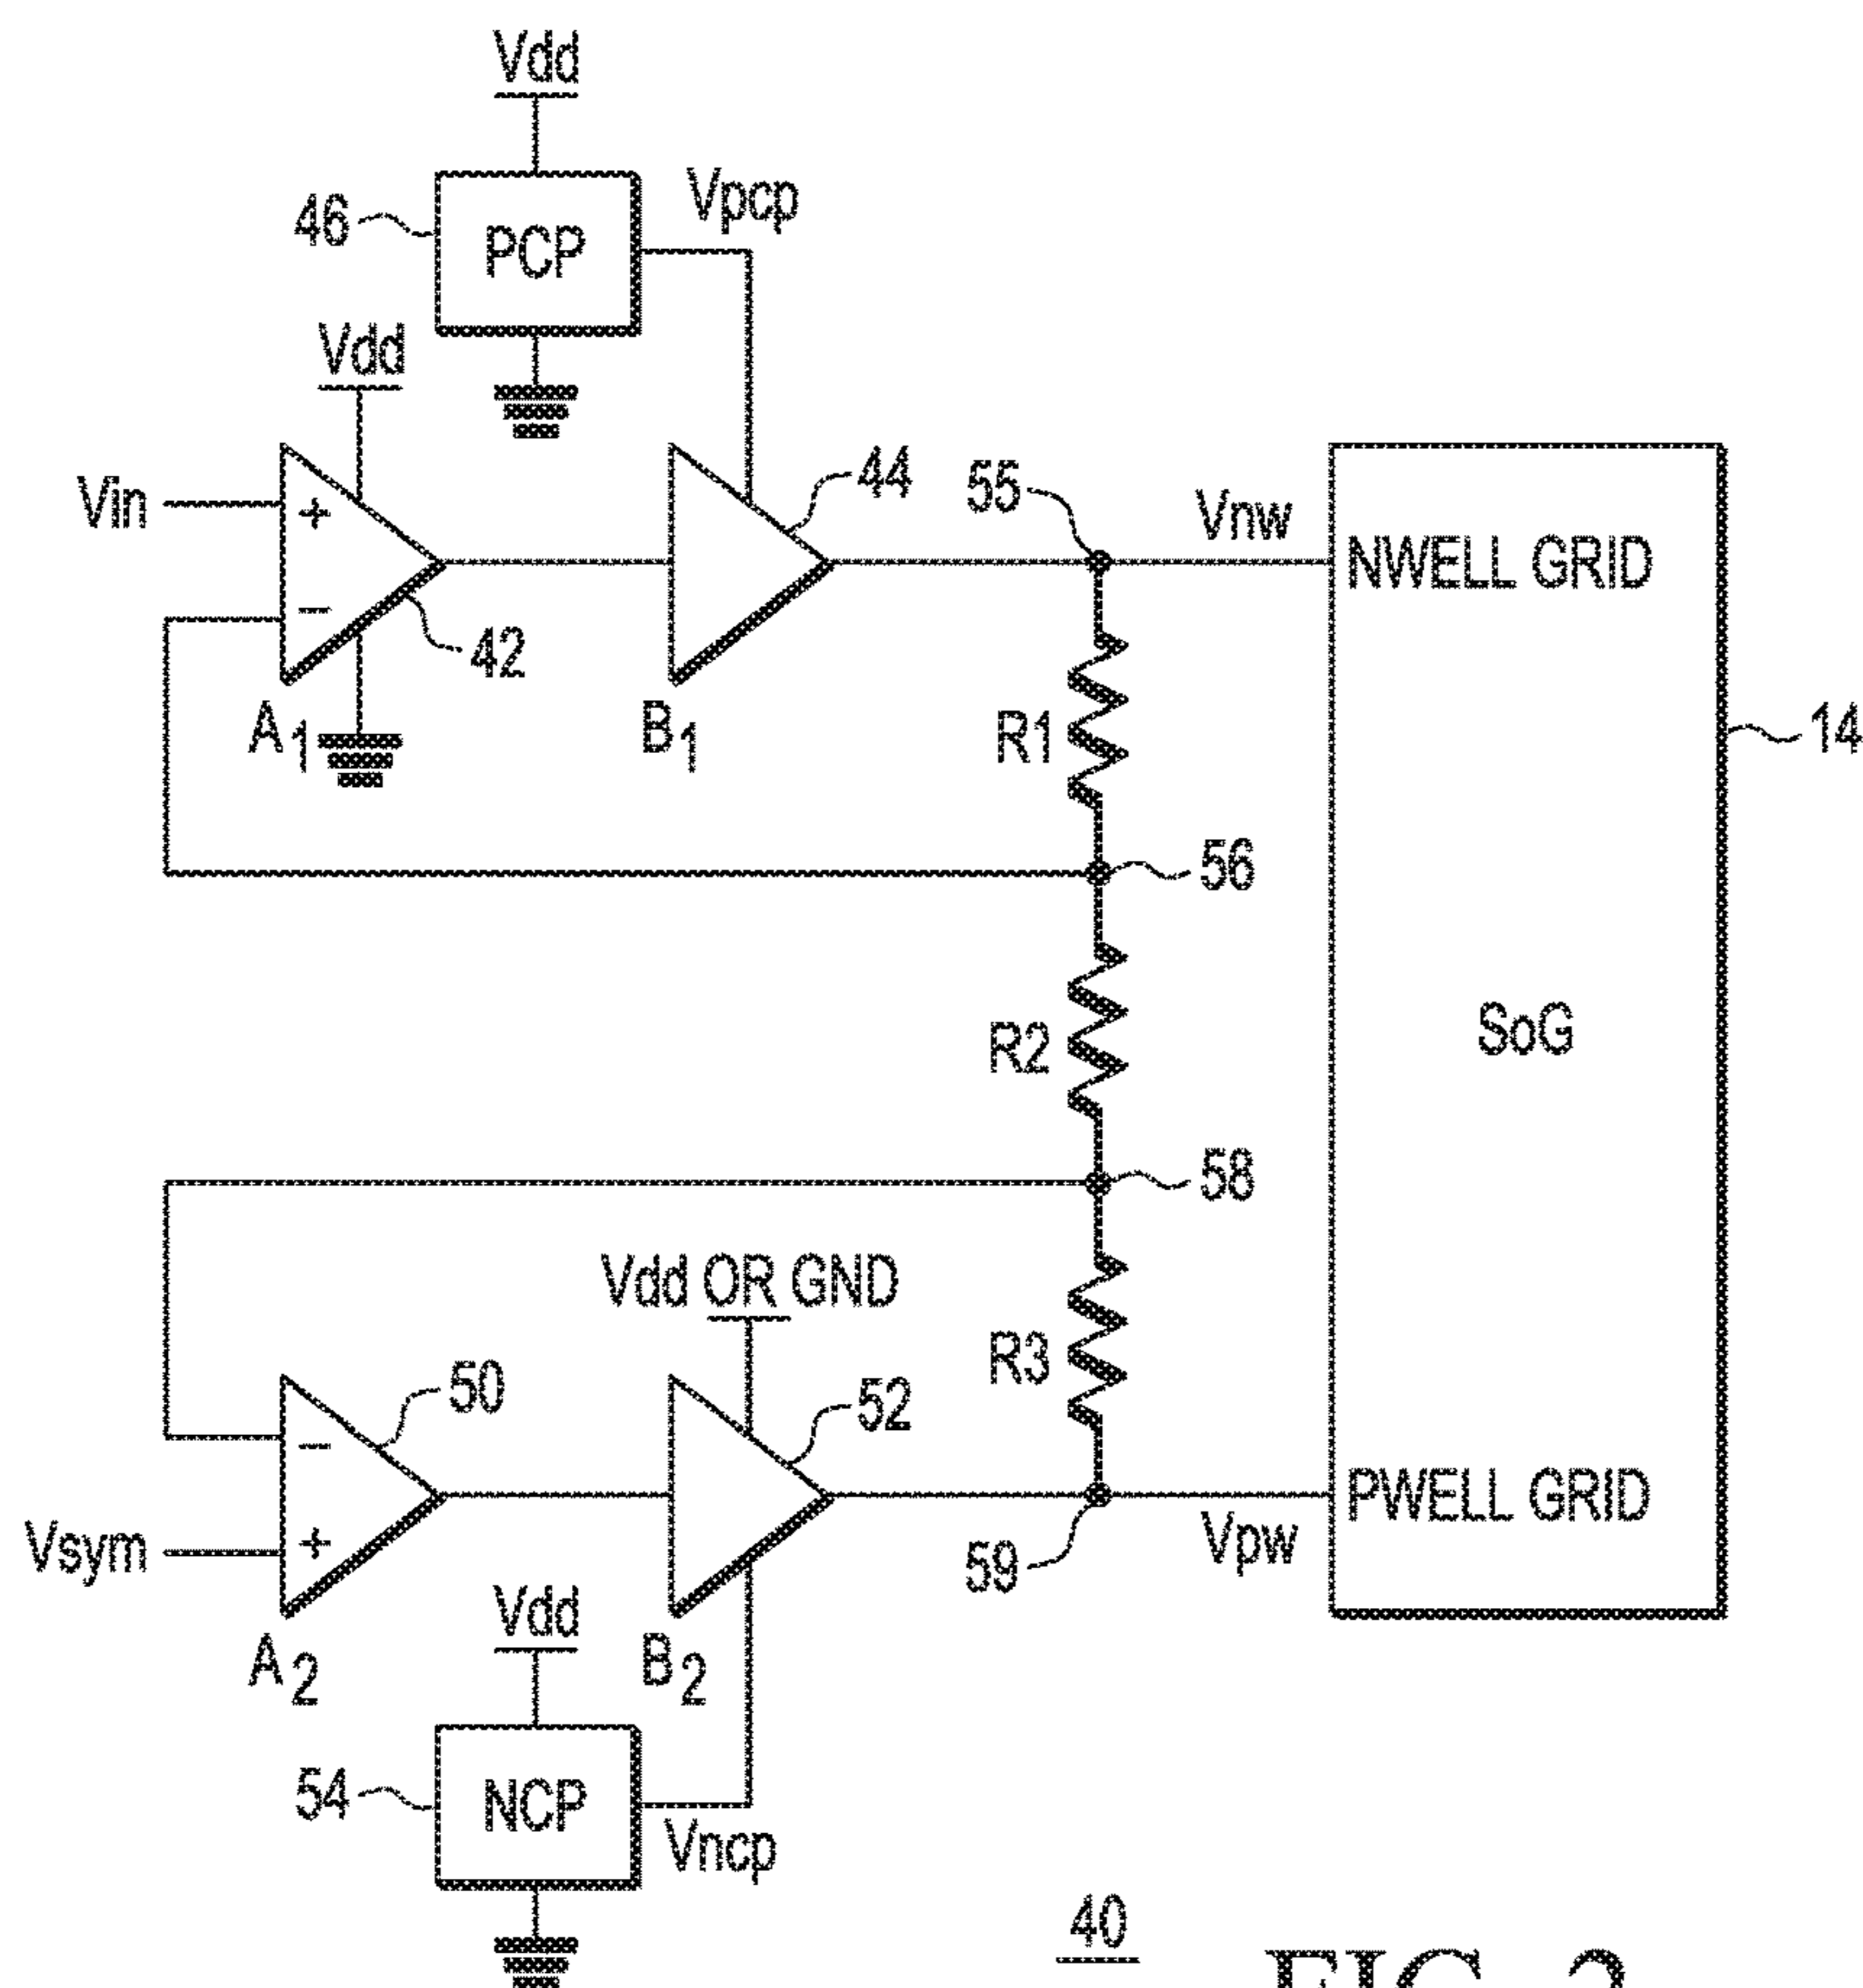 Vdd
46
PCP
Vpcp
Vdd
Vin
+
−
42
A1
44
B1
55
Vnw
NWELL GRID
R1
14
56
R2
SoG
58
Vdd OR GND
R3
50
52
−
+
Vsym
A2
B2
59
Vpw
PWELL GRID
Vdd
54
NCP
Vncp
40
FIG. 2